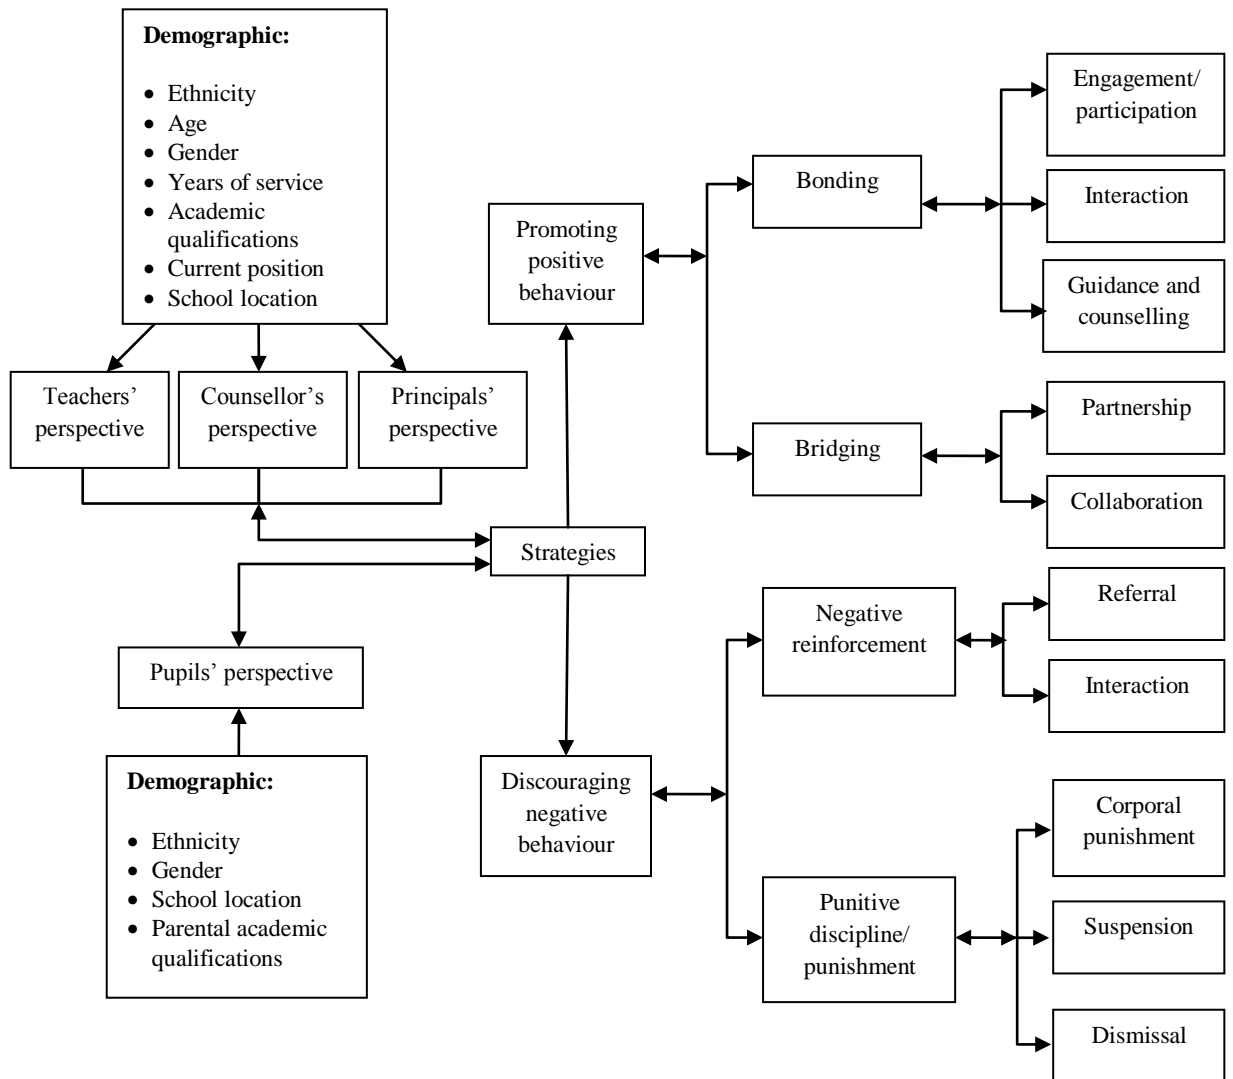 Demographic:
• Ethnicity
• Age
• Gender
• Years of service
• Academic
qualifications
• Current position
• School location
Teachers’
perspective
Counsellor’s
perspective
Principals’
perspective
Strategies
Pupils’ perspective
Demographic:
• Ethnicity
• Gender
• School location
• Parental academic
qualifications
Promoting
positive
behaviour
Discouraging
negative
behaviour
Bonding
Bridging
Negative
reinforcement
Punitive
discipline/
punishment
Engagement/
participation
Interaction
Guidance and
counselling
Partnership
Collaboration
Referral
Interaction
Corporal
punishment
Suspension
Dismissal